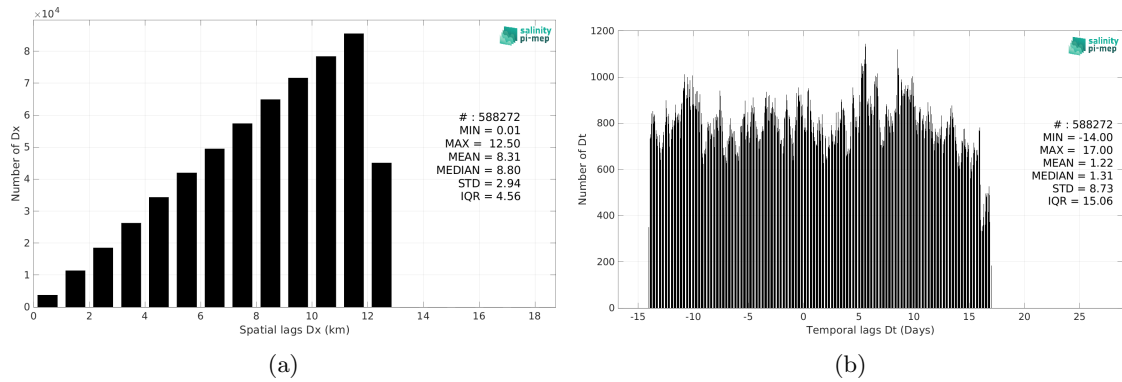 (a)
×10⁴
salinity
pi-mep
8
7
6
5
4
3
2
1
0
Number of Dx
# : 588272
MIN = 0.01
MAX = 12.50
MEAN = 8.31
MEDIAN = 8.80
STD = 2.94
IQR = 4.56
0 2 4 6 8 10 12 14 16 18
Spatial lags Dx (km)
(b)
salinity
pi-mep
1200
1000
800
600
400
200
0
Number of Dt
# : 588272
MIN = -14.00
MAX = 17.00
MEAN = 1.22
MEDIAN = 1.31
STD = 8.73
IQR = 15.06
-15 -10 -5 0 5 10 15 20 25
Temporal lags Dt (Days)